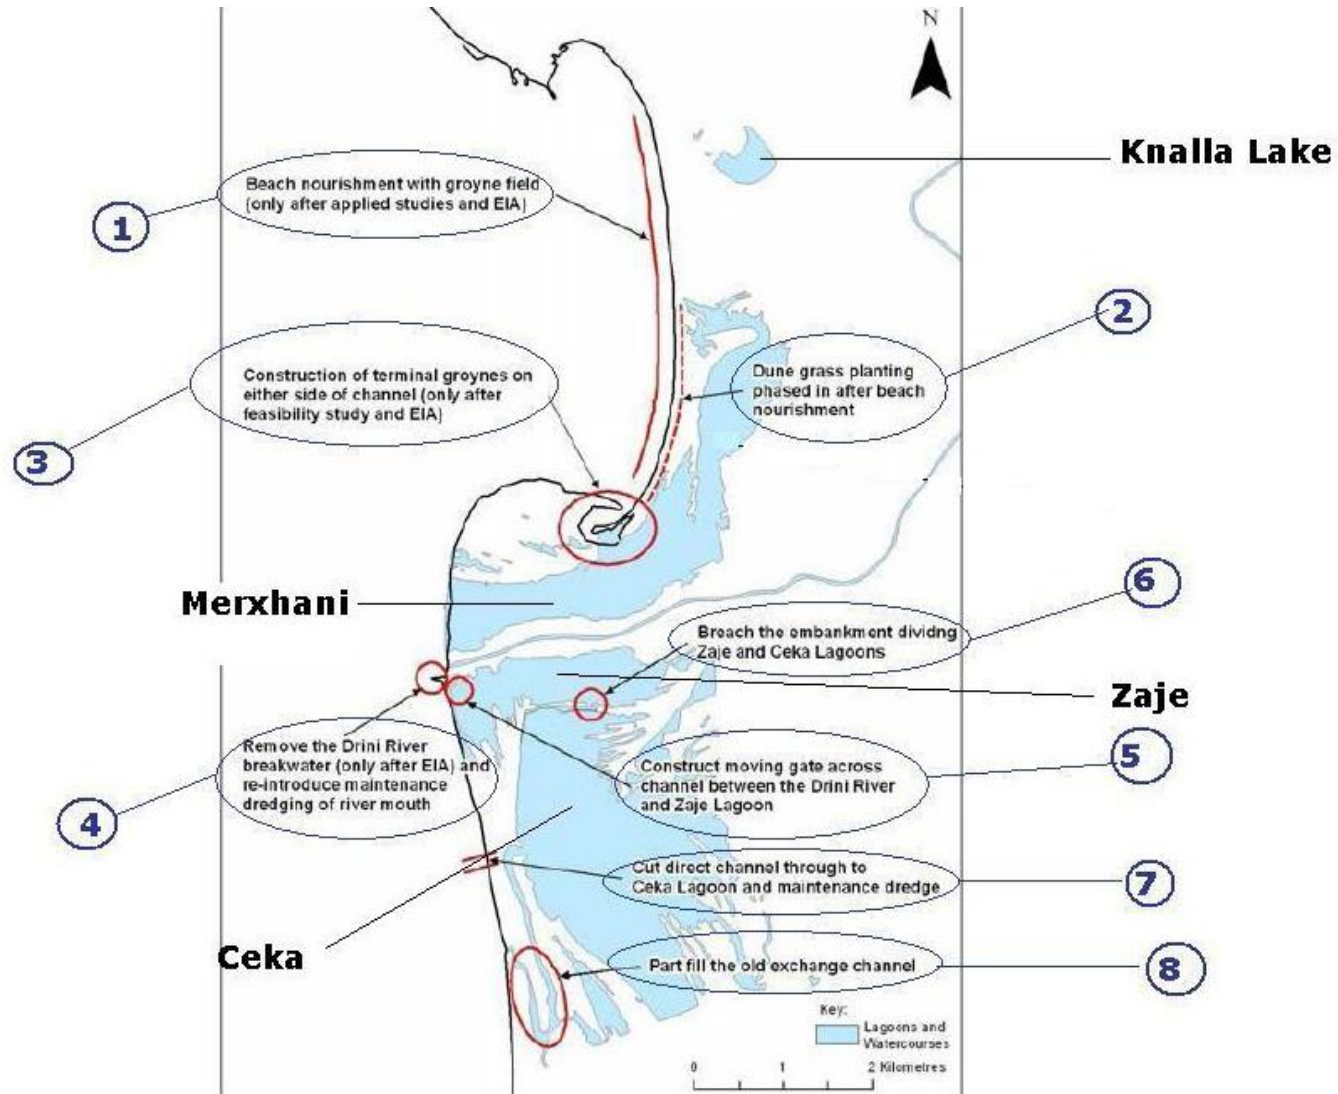 N
Knalla Lake
Beach nourishment with groyne field
(only after applied studies and EIA)
1
2
Construction of terminal groynes on
either side of channel (only after
feasibility study and EIA)
Dune grass planting
phased in after beach
nourishment
3
6
Merxhani
Breach the embankment dividng
Zaje and Ceka Lagoons
Zaje
Remove the Drini River
breakwater (only after EIA) and
re-introduce maintenance
dredging of river mouth
Construct moving gate across
channel between the Drini River
and Zaje Lagoon
5
4
Cut direct channel through to
Ceka Lagoon and maintenance dredge
7
Ceka
Part fill the old exchange channel
8
Key:
Lagoons and
Watercourses
0 1 2 Kilometres